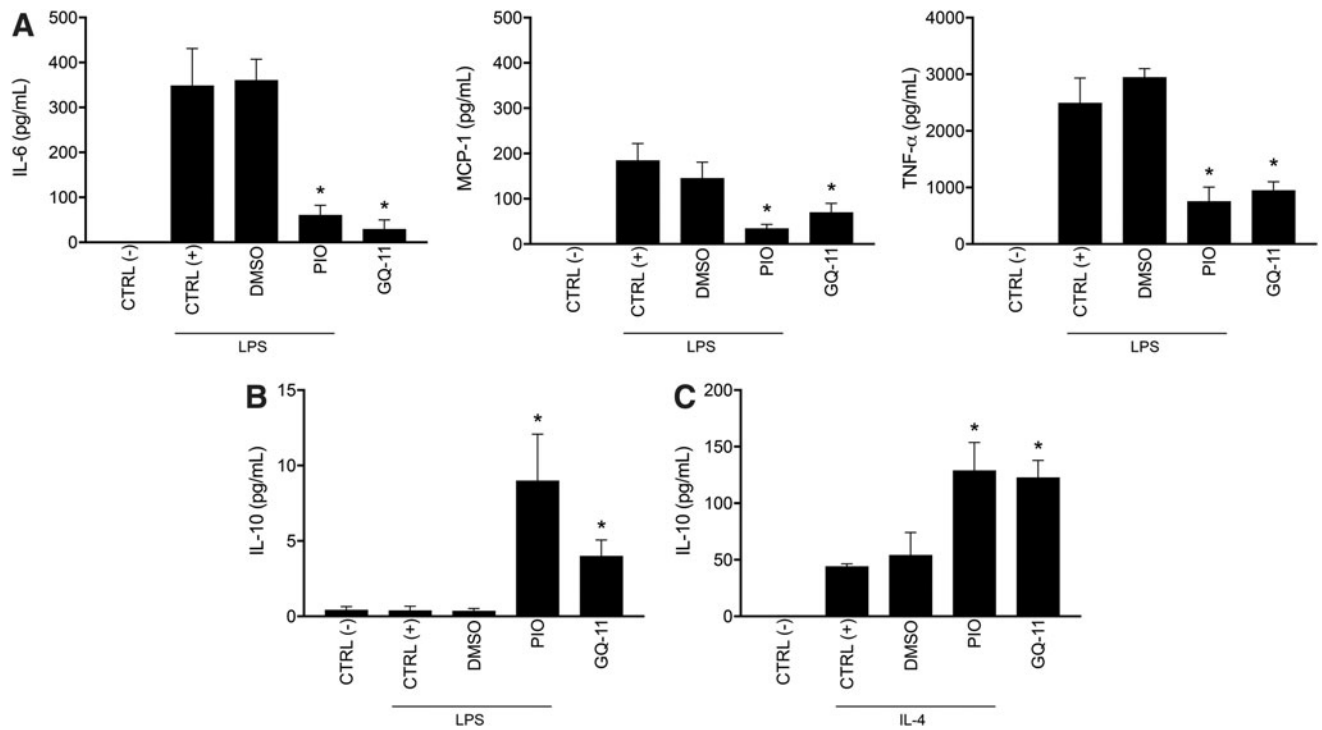 A
IL-6 (pg/mL)
500
400
300
200
100
0
CTRL (-)
CTRL (+)
DMSO
PIO
GQ-11
* *
LPS
MCP-1 (pg/mL)
500
400
300
200
100
0
CTRL (-)
CTRL (+)
DMSO
PIO
GQ-11
* *
LPS
TNF-α (pg/mL)
4000
3000
2000
1000
0
CTRL (-)
CTRL (+)
DMSO
PIO
GQ-11
* *
LPS
B
IL-10 (pg/mL)
15
10
5
0
CTRL (-)
CTRL (+)
DMSO
PIO
GQ-11
*
*
LPS
C
IL-10 (pg/mL)
200
150
100
50
0
CTRL (-)
CTRL (+)
DMSO
PIO
GQ-11
*
*
IL-4